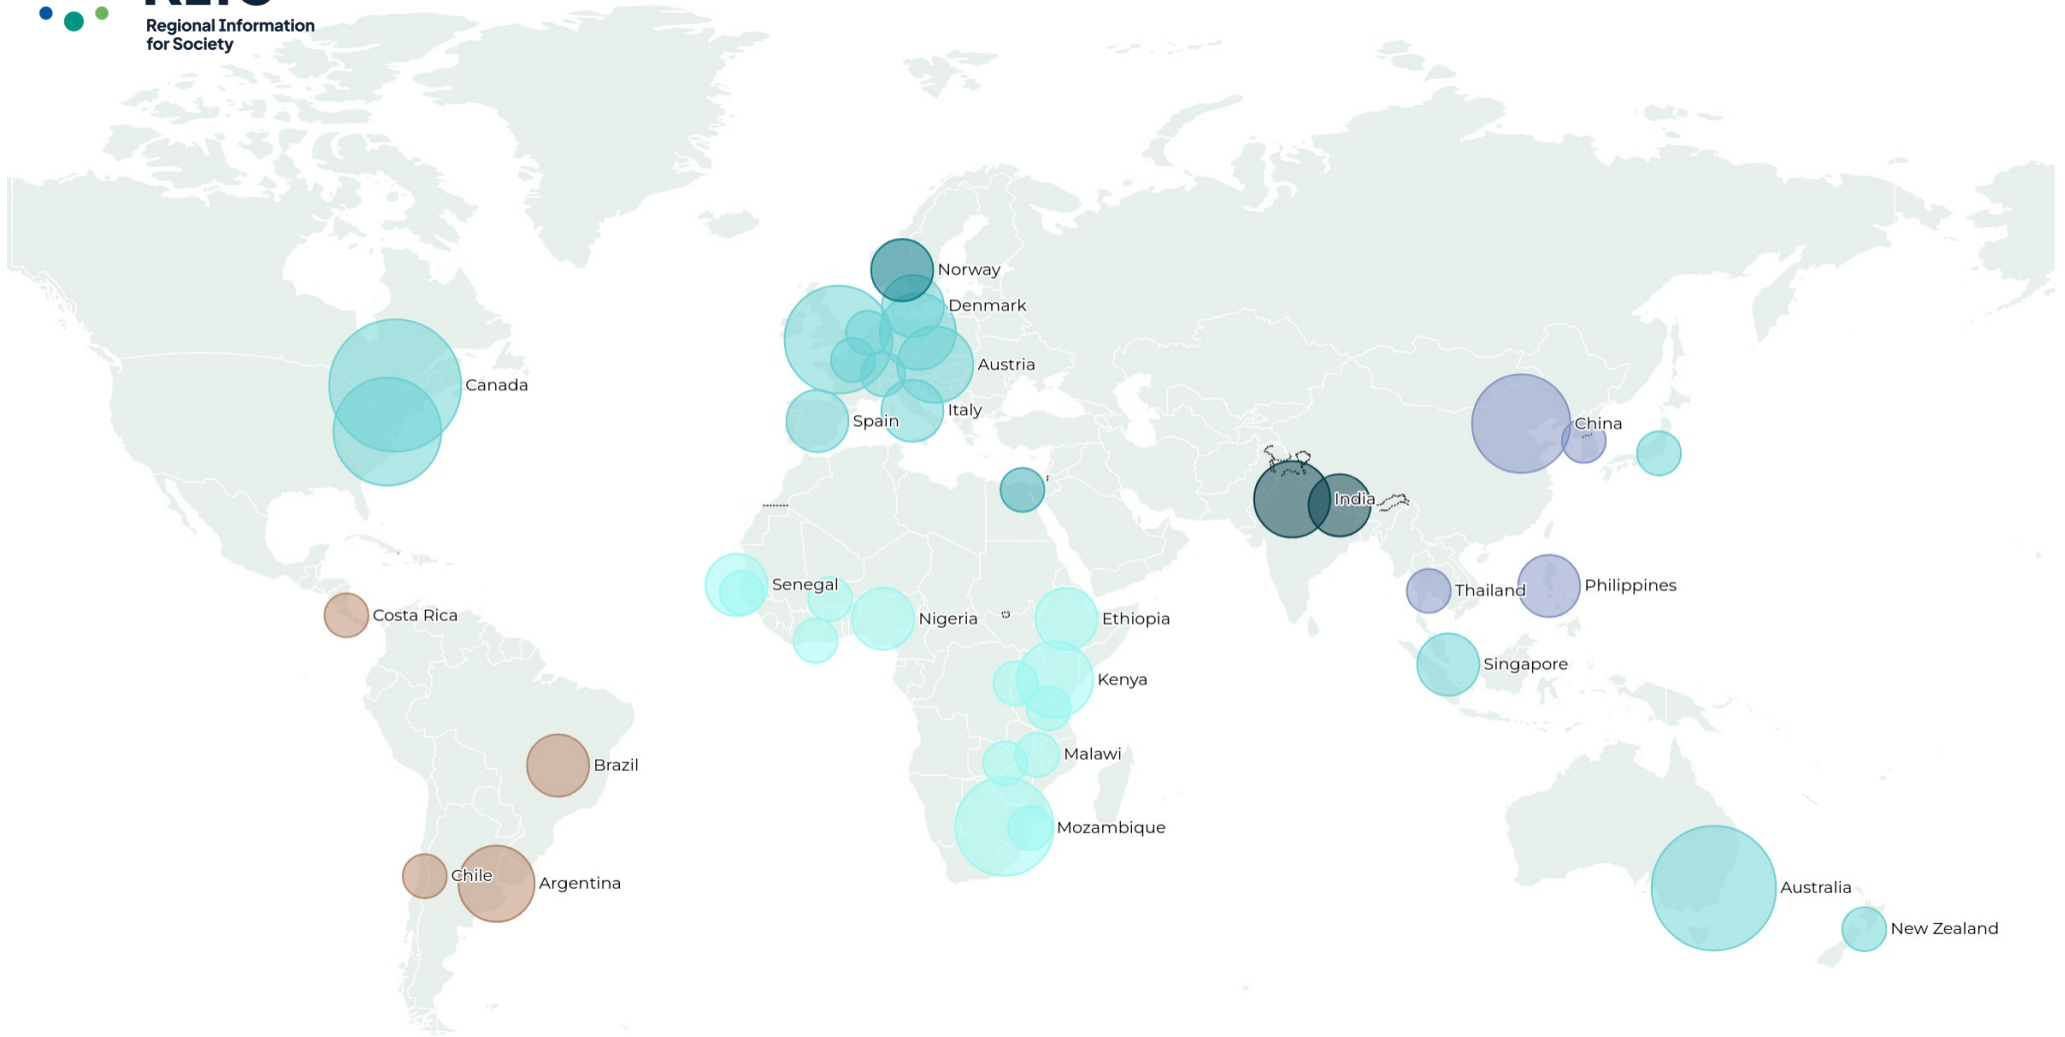 Regional Information
for Society
Norway
Denmark
Austria
Canada
Italy
Spain
China
India
Senegal
Thailand
Philippines
Costa Rica
Nigeria
Ethiopia
Singapore
Kenya
Malawi
Brazil
Mozambique
Chile
Argentina
Australia
New Zealand